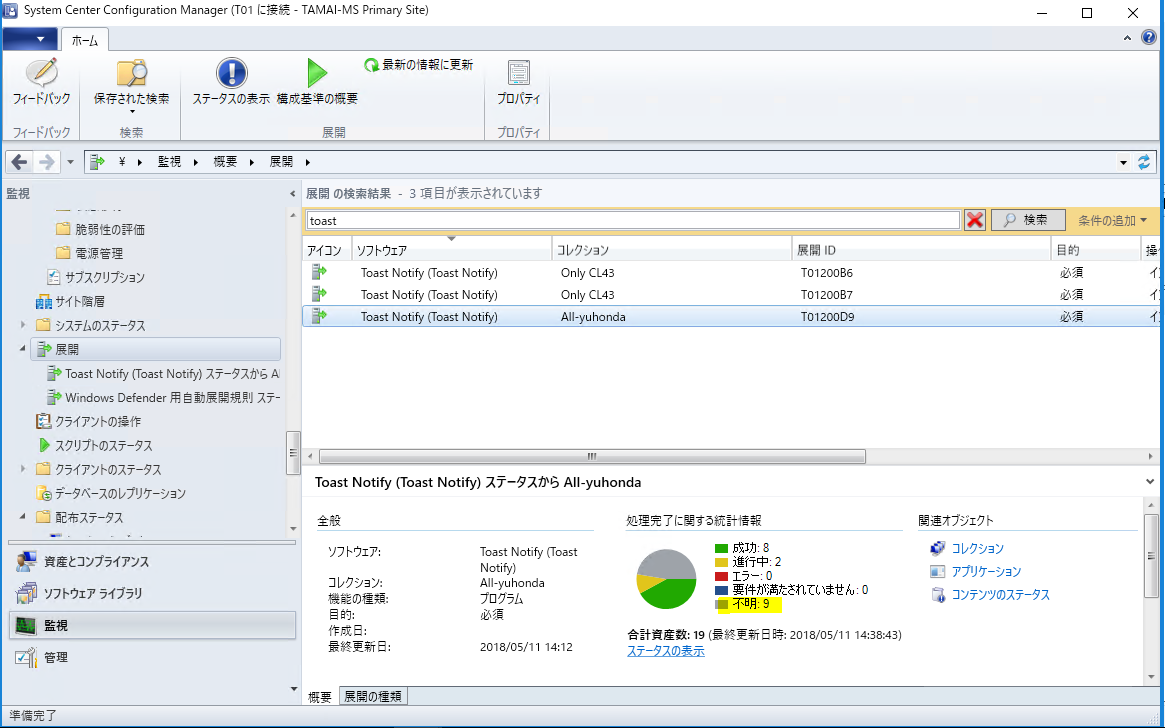 System Center Configuration Manager (T01 に接続 - TAMAI-MS Primary Site)
ホーム
フィードバック
保存された検索
ステータスの表示
構成基準の概要
最新の情報に更新
プロパティ
フィードバック
検索
展開
プロパティ
¥ 監視 概要 展開
監視
脆弱性の評価
電源管理
サブスクリプション
サイト階層
システムのステータス
展開
Toast Notify (Toast Notify) ステータスから Al
Windows Defender 用自動展開規則 ステー
クライアントの操作
スクリプトのステータス
クライアントのステータス
データベースのレプリケーション
配布ステータス
資産とコンプライアンス
ソフトウェア ライブラリ
監視
管理
展開 の検索結果 - 3 項目が表示されています
toast
検索
条件の追加
アイコン ソフトウェア コレクション 展開 ID 目的 操
Toast Notify (Toast Notify) Only CL43 T01200B6 必須 イ
Toast Notify (Toast Notify) Only CL43 T01200B7 必須 イ
Toast Notify (Toast Notify) All-yuhonda T01200D9 必須 イ
Toast Notify (Toast Notify) ステータスから All-yuhonda
全般
ソフトウェア: Toast Notify (Toast
Notify)
コレクション: All-yuhonda
機能の種類: プログラム
目的: 必須
作成日:
最終更新日: 2018/05/11 14:12
処理完了に関する統計情報
成功: 8
進行中: 2
エラー: 0
要件が満たされていません: 0
不明: 9
合計資産数: 19 (最終更新日時: 2018/05/11 14:38:43)
ステータスの表示
関連オブジェクト
コレクション
アプリケーション
コンテンツのステータス
概要 展開の種類
準備完了